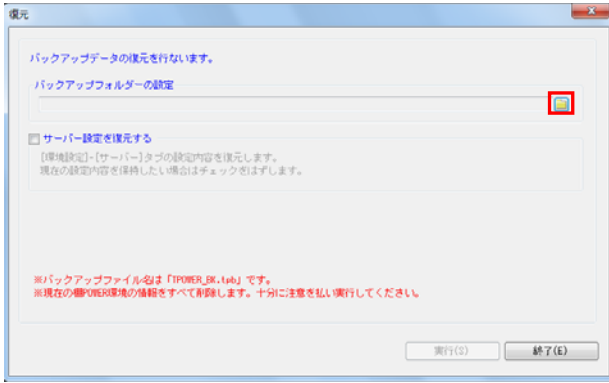 復元
バックアップデータの復元を行ないます。
バックアップフォルダーの設定
サーバー設定を復元する
[環境設定]-[サーバー]タブの設定内容を復元します。
現在の設定内容を保持したい場合はチェックをはずします。
※バックアップファイル名は「TPOWER_BK.tpb」です。
※現在の棚POWER環境の情報をすべて削除します。十分に注意を払い実行してください。
実行(S)
終了(E)